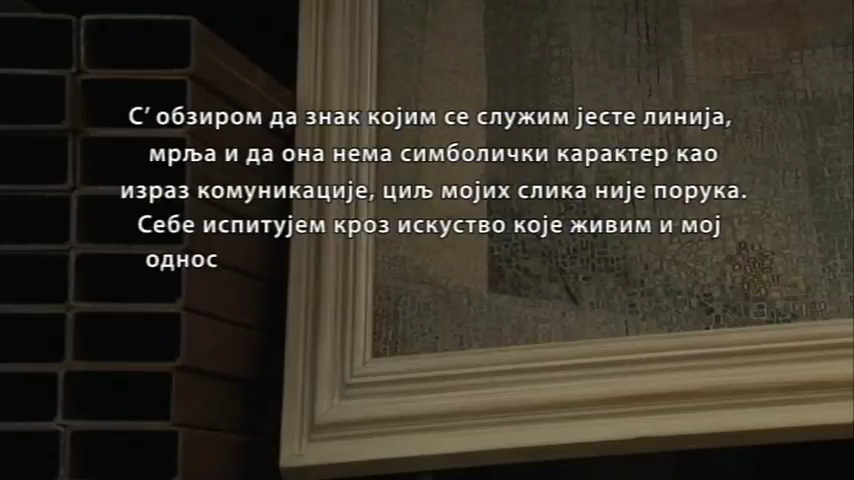 С’ обзиром да знак којим се служим јесте линија,
мрља и да она нема симболички карактер као
израз комуникације, циљ мојих слика није порука.
Себе испитујем кроз искуство које живим и мој
однос